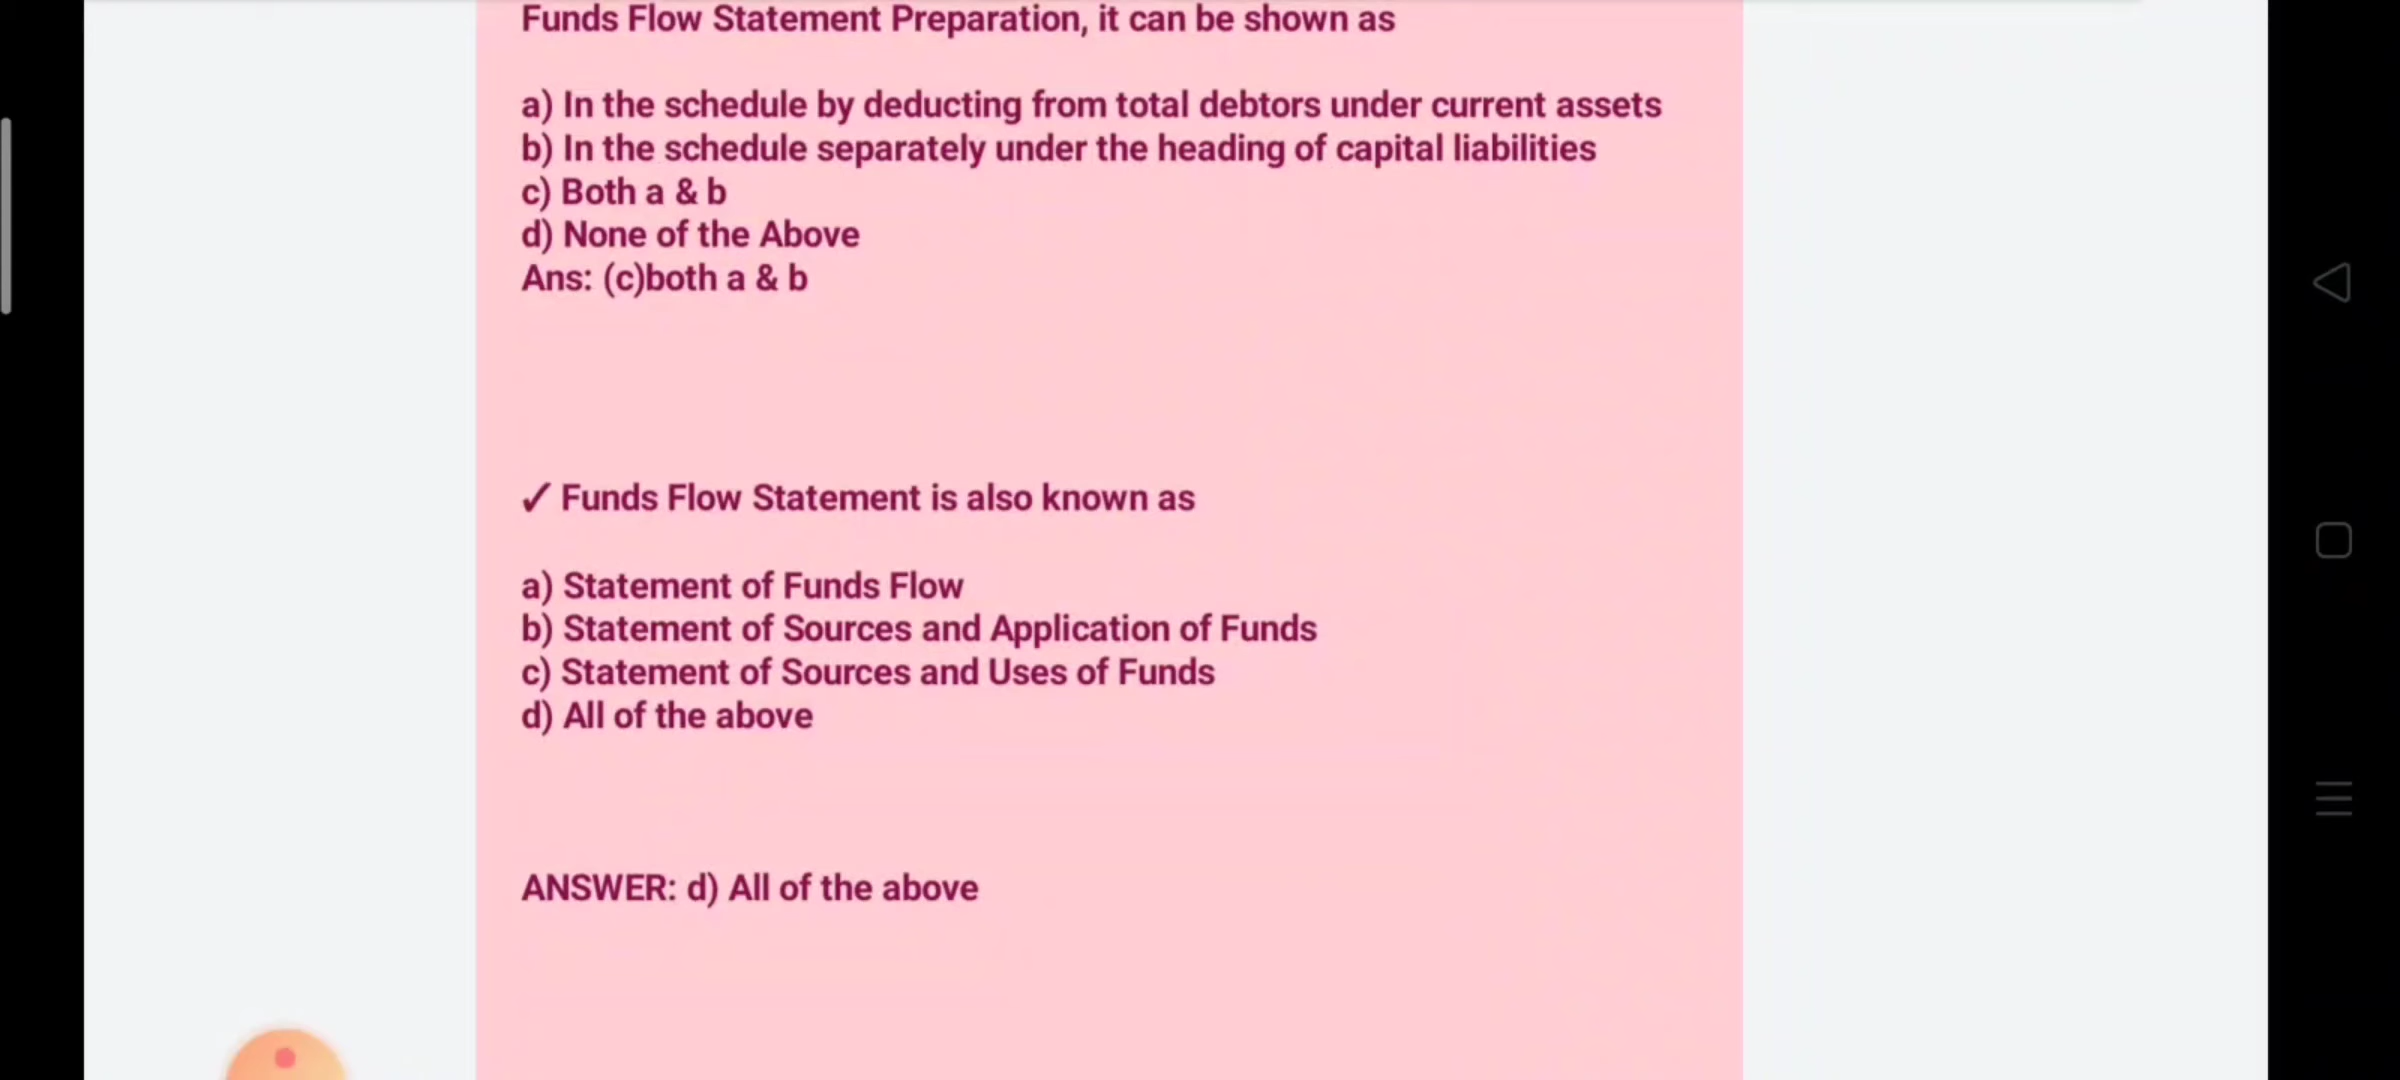 Funds Flow Statement Preparation, it can be shown as
a) In the schedule by deducting from total debtors under current assets
b) In the schedule separately under the heading of capital liabilities
c) Both a & b
d) None of the Above
Ans: (c)both a & b
✓ Funds Flow Statement is also known as
a) Statement of Funds Flow
b) Statement of Sources and Application of Funds
c) Statement of Sources and Uses of Funds
d) All of the above
ANSWER: d) All of the above